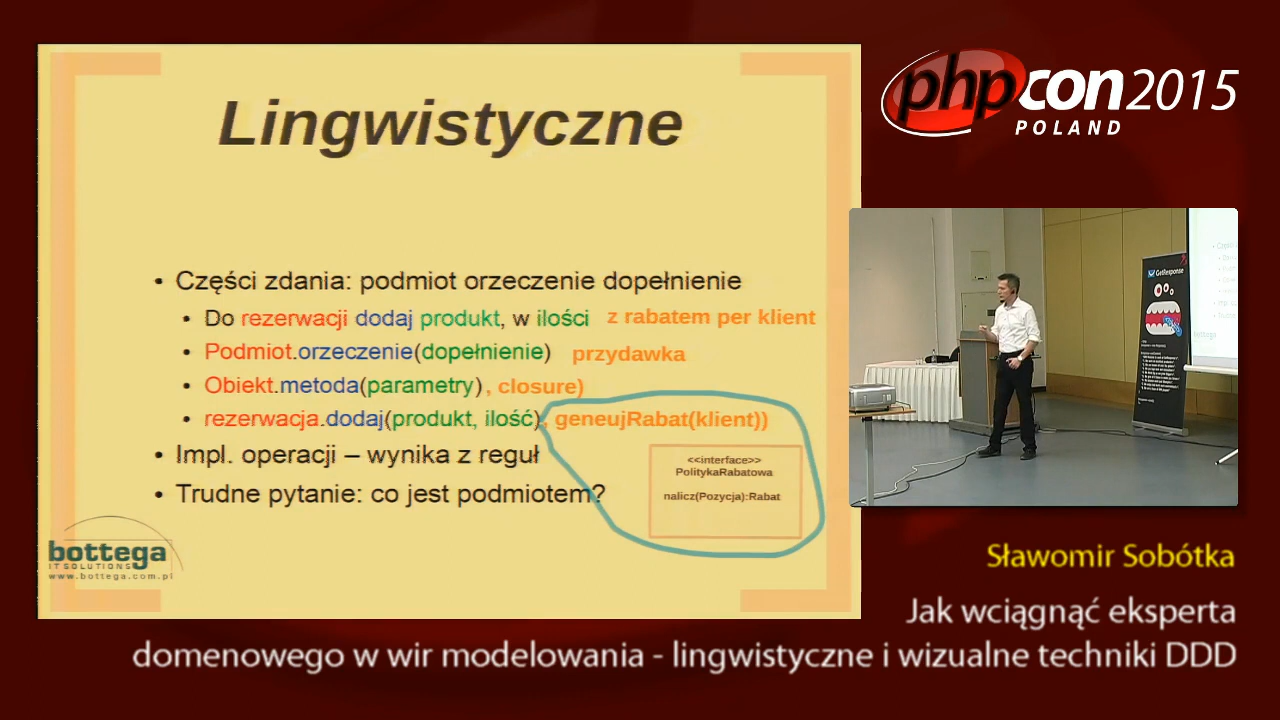 Lingwistyczne
• Części zdania: podmiot orzeczenie dopełnienie
• Do rezerwacji dodaj produkt, w ilości z rabatem per klient
• Podmiot.orzeczenie(dopełnienie) przydawka
• Obiekt.metoda(parametry), closure)
• rezerwacja.dodaj(produkt, ilość), geneujRabat(klient))
• Impl. operacji – wynika z reguł
• Trudne pytanie: co jest podmiotem?
<<interface>>
PolitykaRabatowa
nalicz(Pozycja):Rabat
bottega
IT SOLUTIONS
www.bottega.com.pl
phpcon2015
POLAND
GetResponse
Sławomir Sobótka
Jak wciągnąć eksperta
domenowego w wir modelowania - lingwistyczne i wizualne techniki DDD